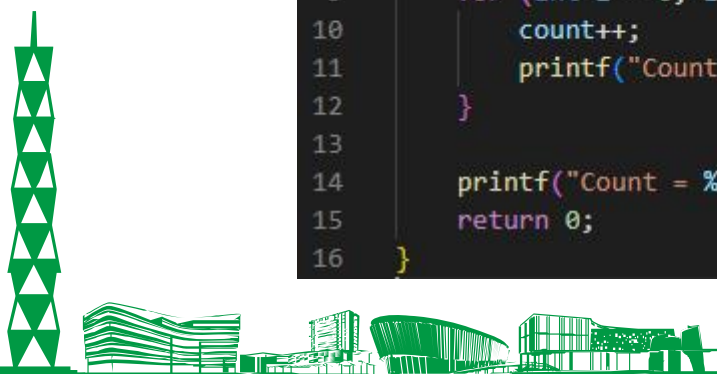 10 count++;
11 printf("Count
12 }
13
14 printf("Count = %
15 return 0;
16 }